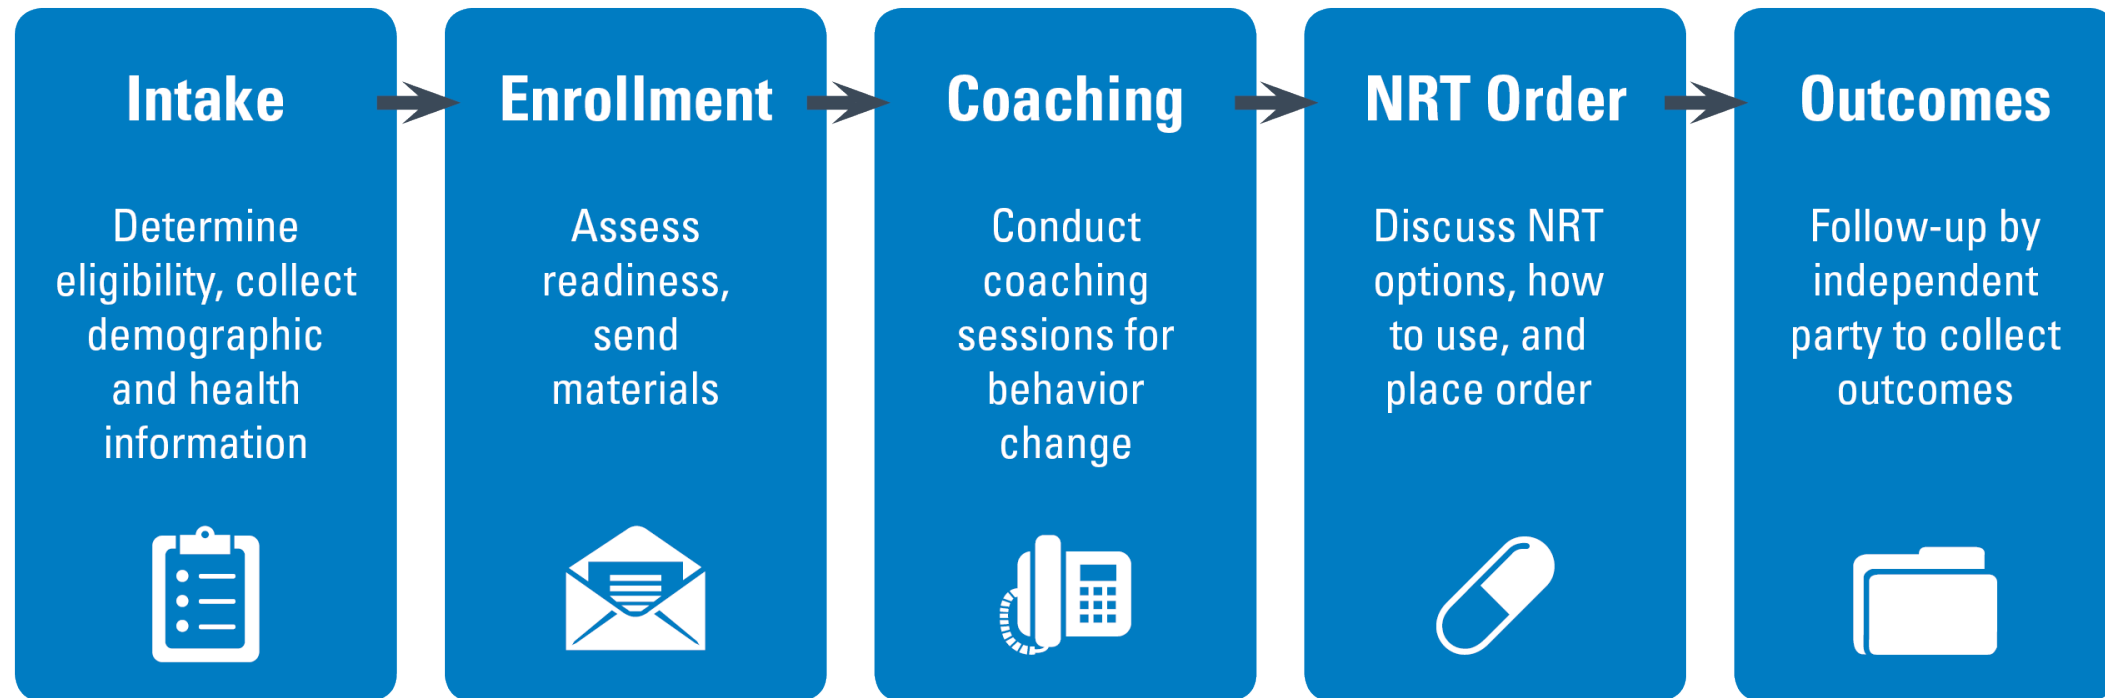 Intake
Determine
eligibility, collect
demographic
and health
information
Enrollment
Assess
readiness,
send
materials
Coaching
Conduct
coaching
sessions for
behavior
change
NRT Order
Discuss NRT
options, how
to use, and
place order
Outcomes
Follow-up by
independent
party to collect
outcomes